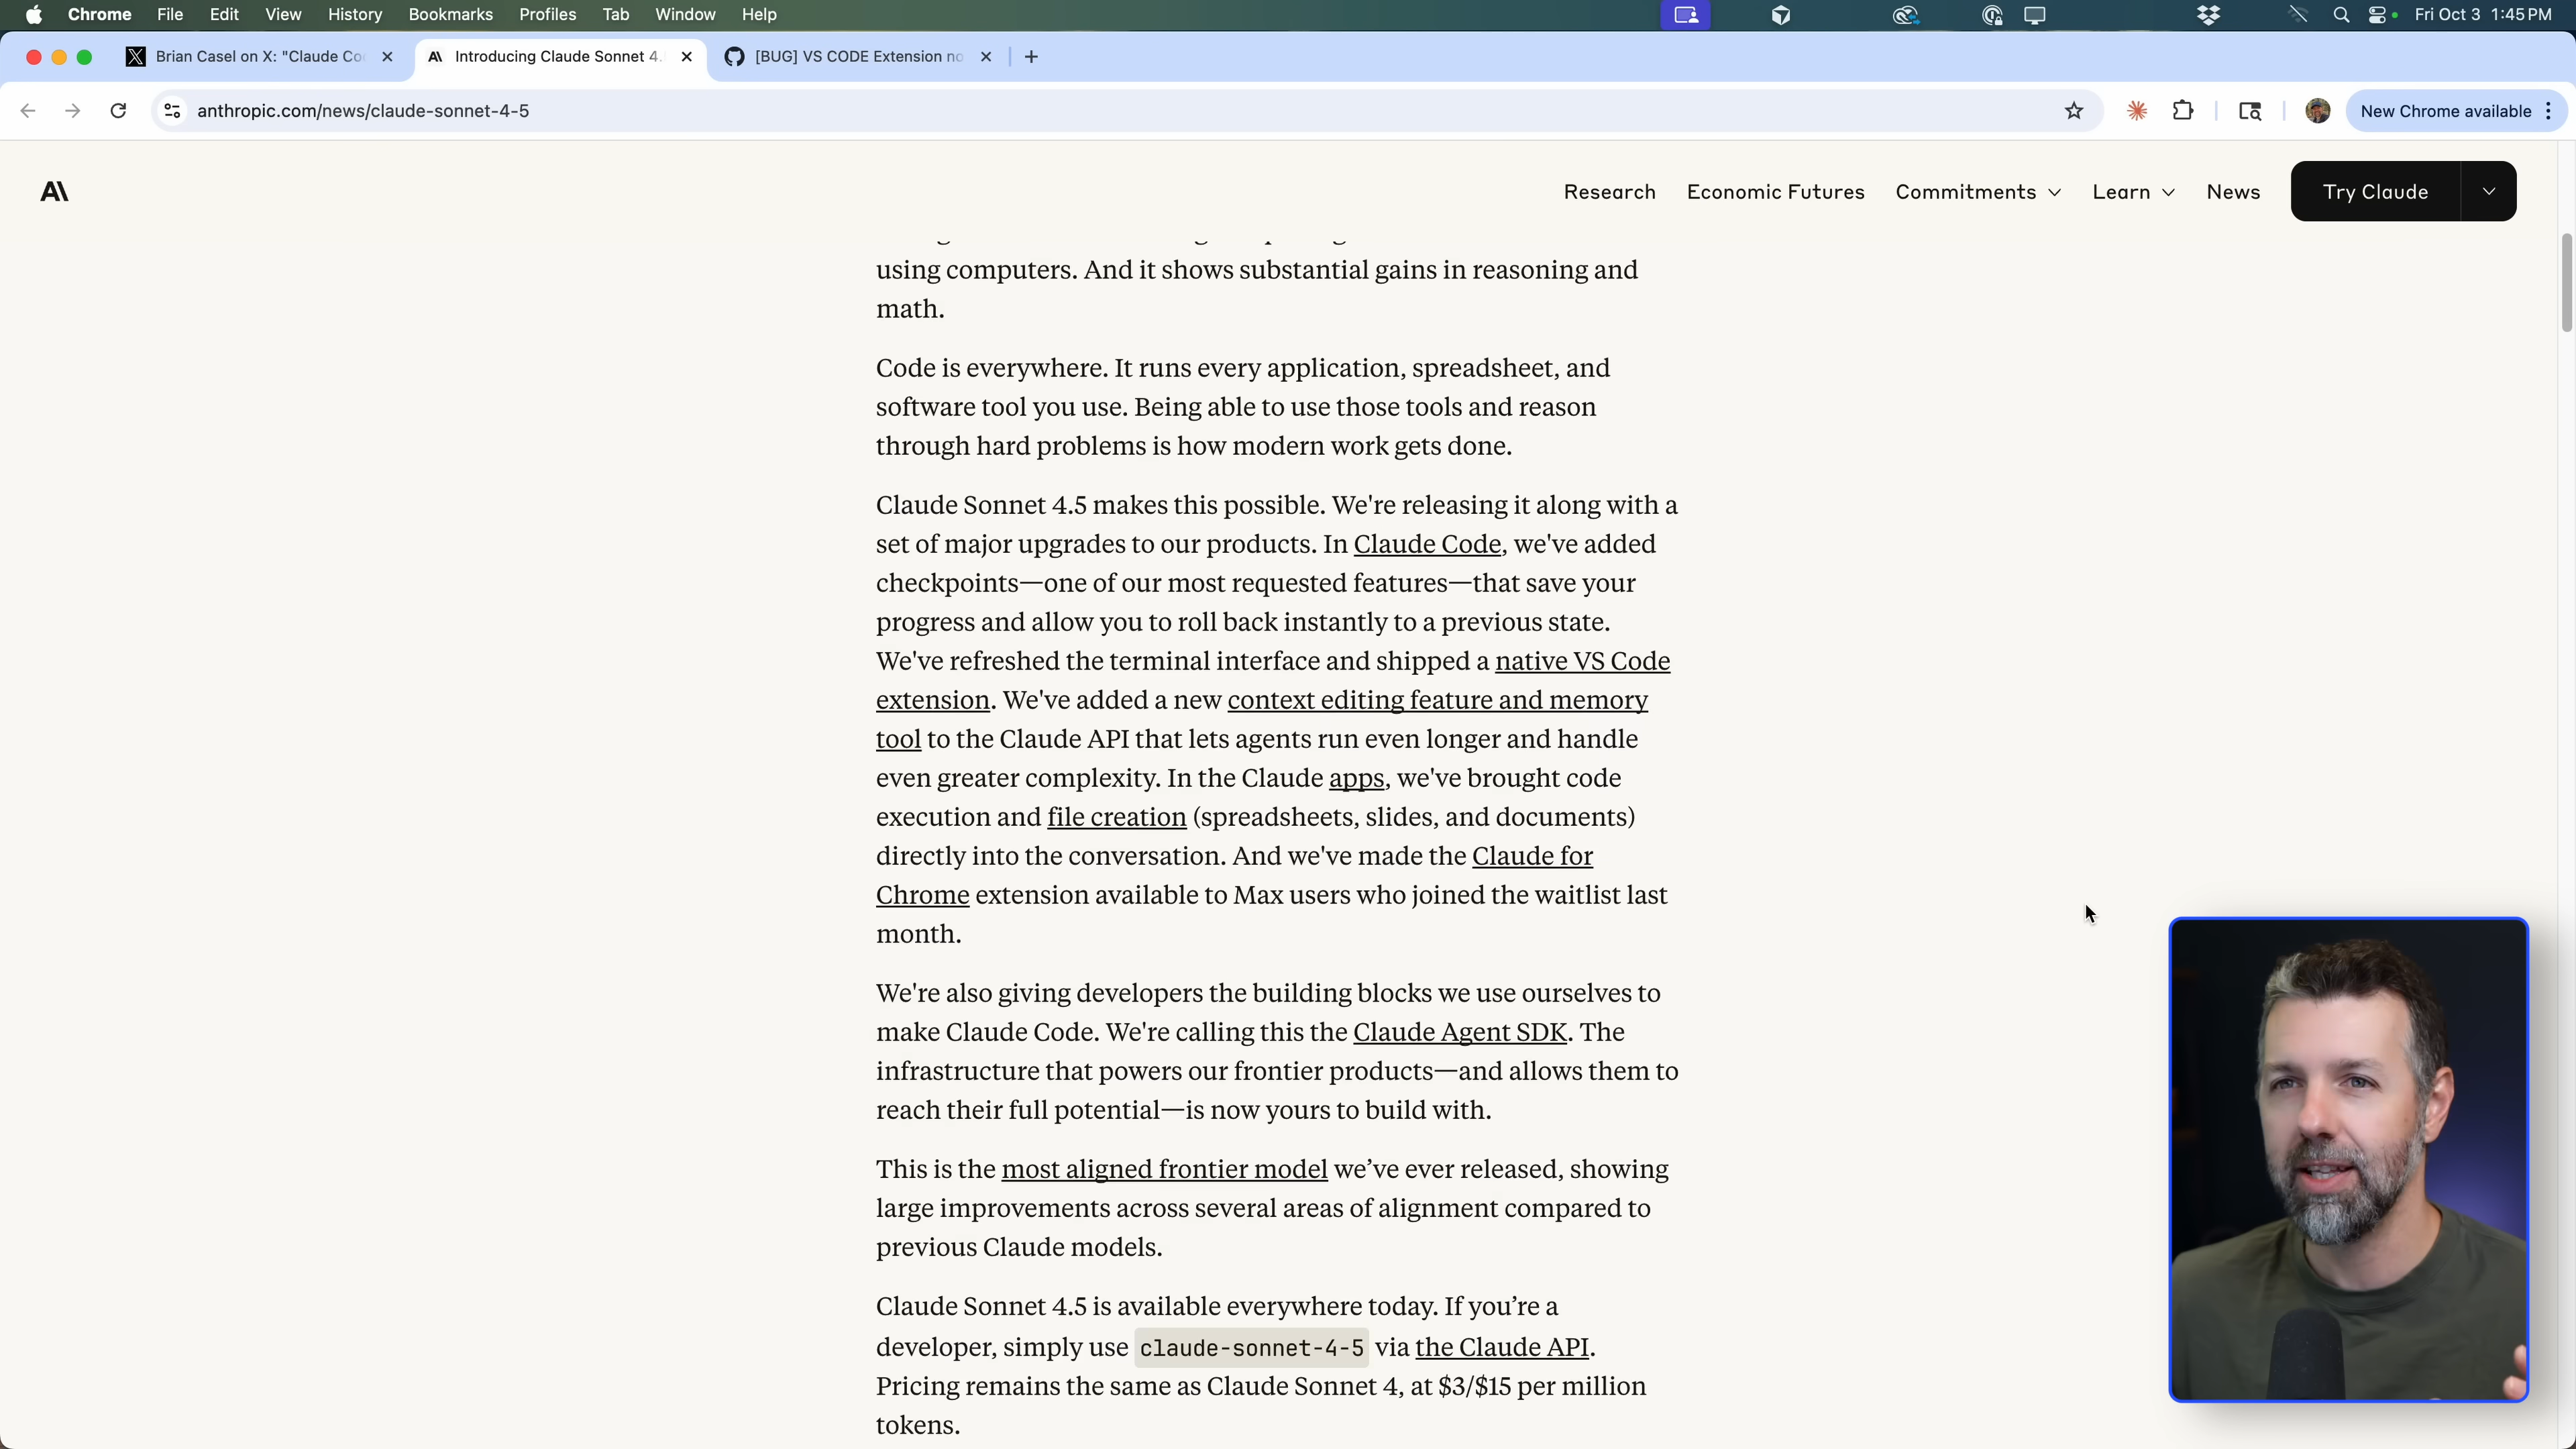 Chrome File Edit View History Bookmarks Profiles Tab Window Help Fri Oct 3 1:45 PM
Brian Casel on X: "Claude Co
Introducing Claude Sonnet 4.
[BUG] VS CODE Extension no
anthropic.com/news/claude-sonnet-4-5
New Chrome available
Research Economic Futures Commitments Learn News Try Claude
using computers. And it shows substantial gains in reasoning and
math.
Code is everywhere. It runs every application, spreadsheet, and
software tool you use. Being able to use those tools and reason
through hard problems is how modern work gets done.
Claude Sonnet 4.5 makes this possible. We're releasing it along with a
set of major upgrades to our products. In Claude Code, we've added
checkpoints—one of our most requested features—that save your
progress and allow you to roll back instantly to a previous state.
We've refreshed the terminal interface and shipped a native VS Code
extension. We've added a new context editing feature and memory
tool to the Claude API that lets agents run even longer and handle
even greater complexity. In the Claude apps, we've brought code
execution and file creation (spreadsheets, slides, and documents)
directly into the conversation. And we've made the Claude for
Chrome extension available to Max users who joined the waitlist last
month.
We're also giving developers the building blocks we use ourselves to
make Claude Code. We're calling this the Claude Agent SDK. The
infrastructure that powers our frontier products—and allows them to
reach their full potential—is now yours to build with.
This is the most aligned frontier model we’ve ever released, showing
large improvements across several areas of alignment compared to
previous Claude models.
Claude Sonnet 4.5 is available everywhere today. If you’re a
developer, simply use claude-sonnet-4-5 via the Claude API.
Pricing remains the same as Claude Sonnet 4, at $3/$15 per million
tokens.